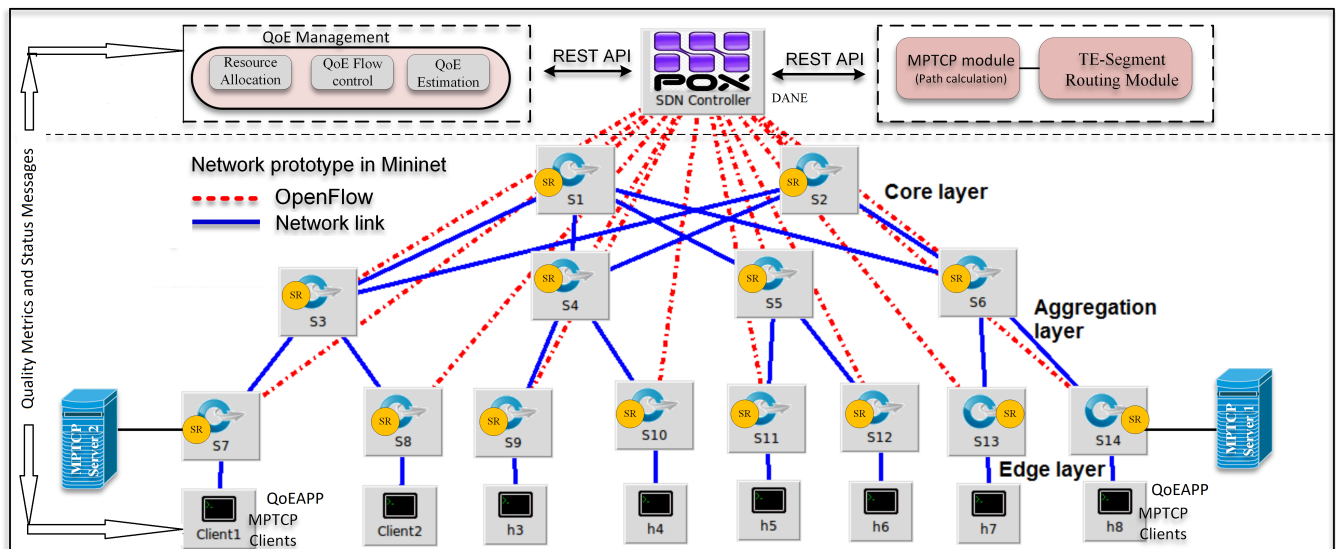 QoE Management
Resource
Allocation
QoE Flow
control
QoE
Estimation
REST API
POX
SDN Controller
REST API
DANE
MPTCP module
(Path calculation)
TE-Segment
Routing Module
Quality Metrics and Status Messages
Network prototype in Mininet
OpenFlow
Network link
SR
S1
SR
S2
Core layer
SR
S3
SR
S4
SR
S5
SR
S6
Aggregation
layer
MPTCP
Server 2
SR
S7
SR
S8
SR
S9
SR
S10
SR
S11
SR
S12
SR
S13
SR
S14
MPTCP
Server 1
Edge layer
Client1
QoEAPP
MPTCP
Clients
Client2
h3
h4
h5
h6
h7
h8
QoEAPP
MPTCP
Clients